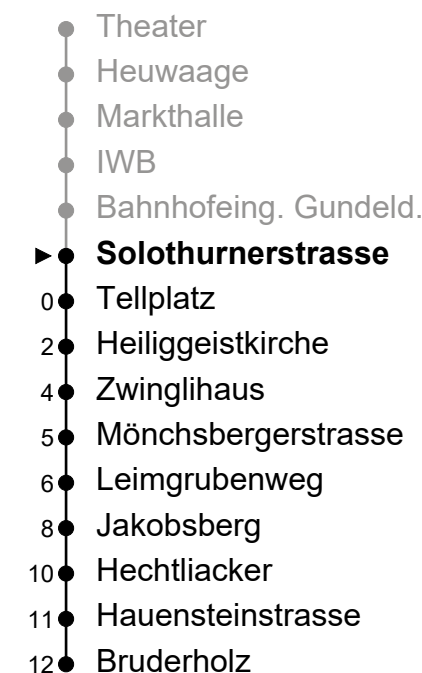 Theater
Heuwaage
Markthalle
IWB
Bahnhofeing. Gundeld.
Solothurnerstrasse
0 Tellplatz
2 Heiliggeistkirche
4 Zwinglihaus
5 Mönchsbergerstrasse
6 Leimgrubenweg
8 Jakobsberg
10 Hechtliacker
11 Hauensteinstrasse
12 Bruderholz